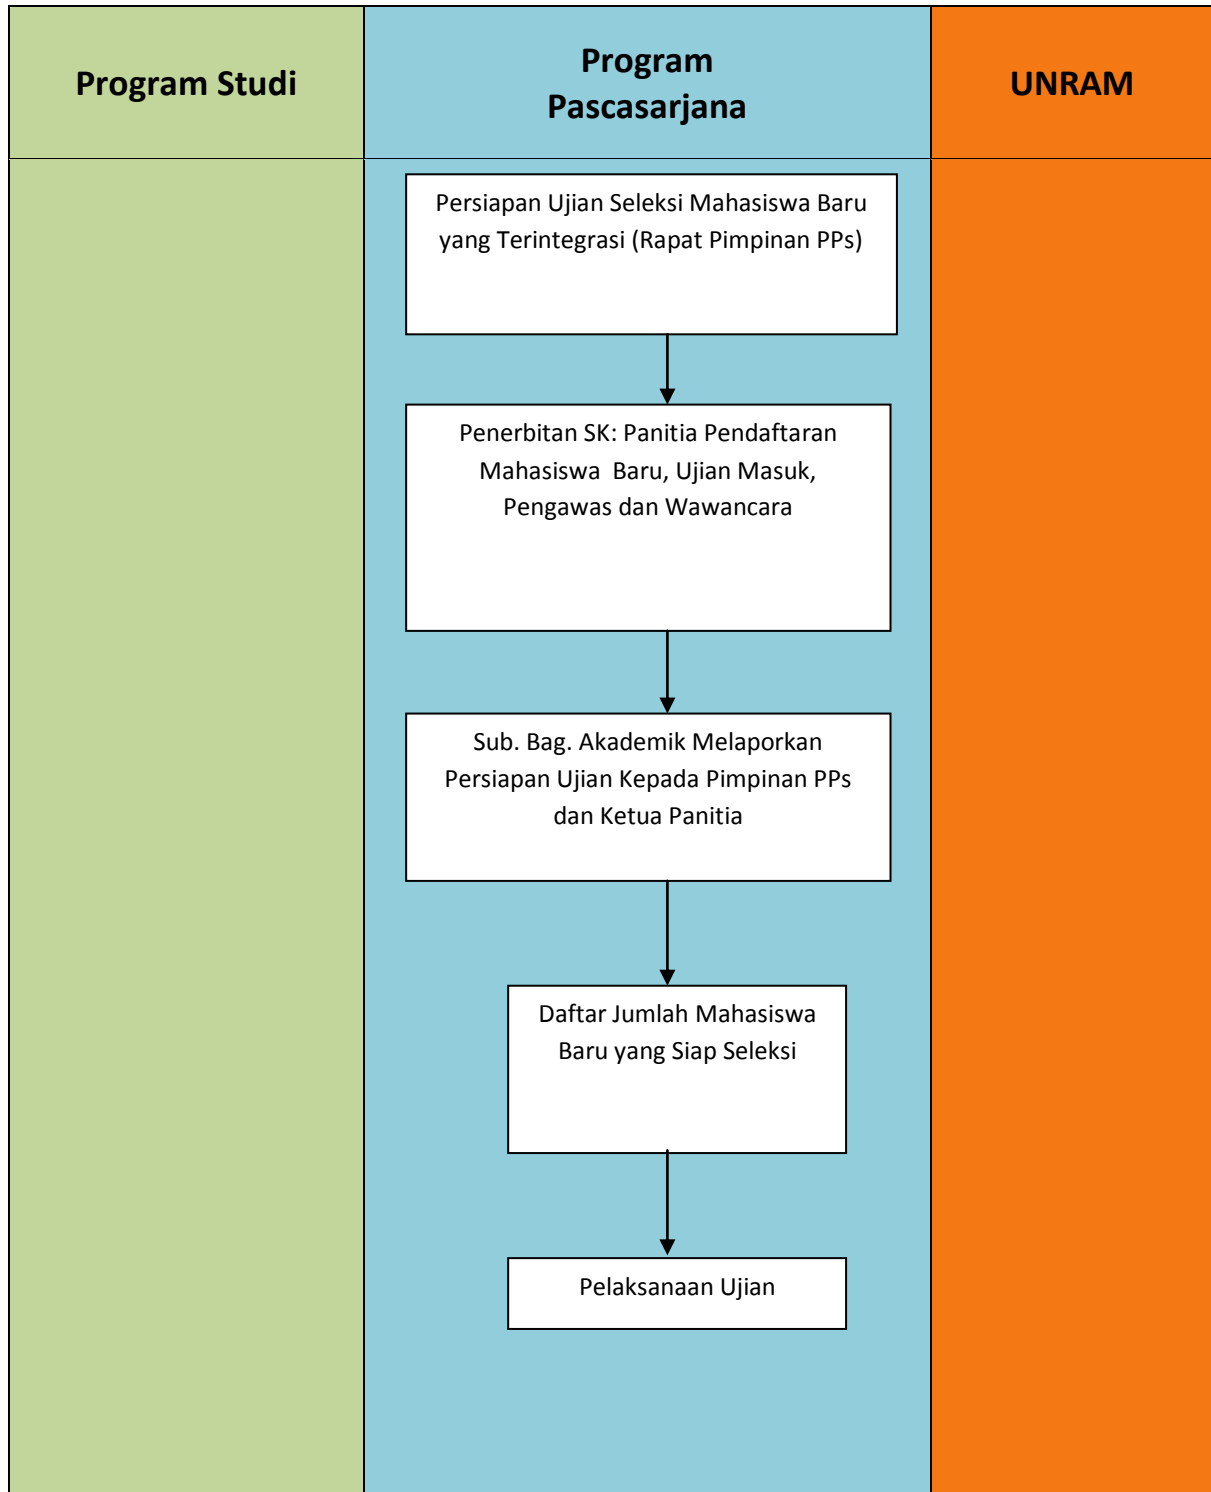 Program Studi
Program
Pascasarjana
UNRAM
Persiapan Ujian Seleksi Mahasiswa Baru
yang Terintegrasi (Rapat Pimpinan PPs)
Penerbitan SK: Panitia Pendaftaran
Mahasiswa  Baru, Ujian Masuk,
Pengawas dan Wawancara
Sub. Bag. Akademik Melaporkan
Persiapan Ujian Kepada Pimpinan PPs
dan Ketua Panitia
Daftar Jumlah Mahasiswa
Baru yang Siap Seleksi
Pelaksanaan Ujian